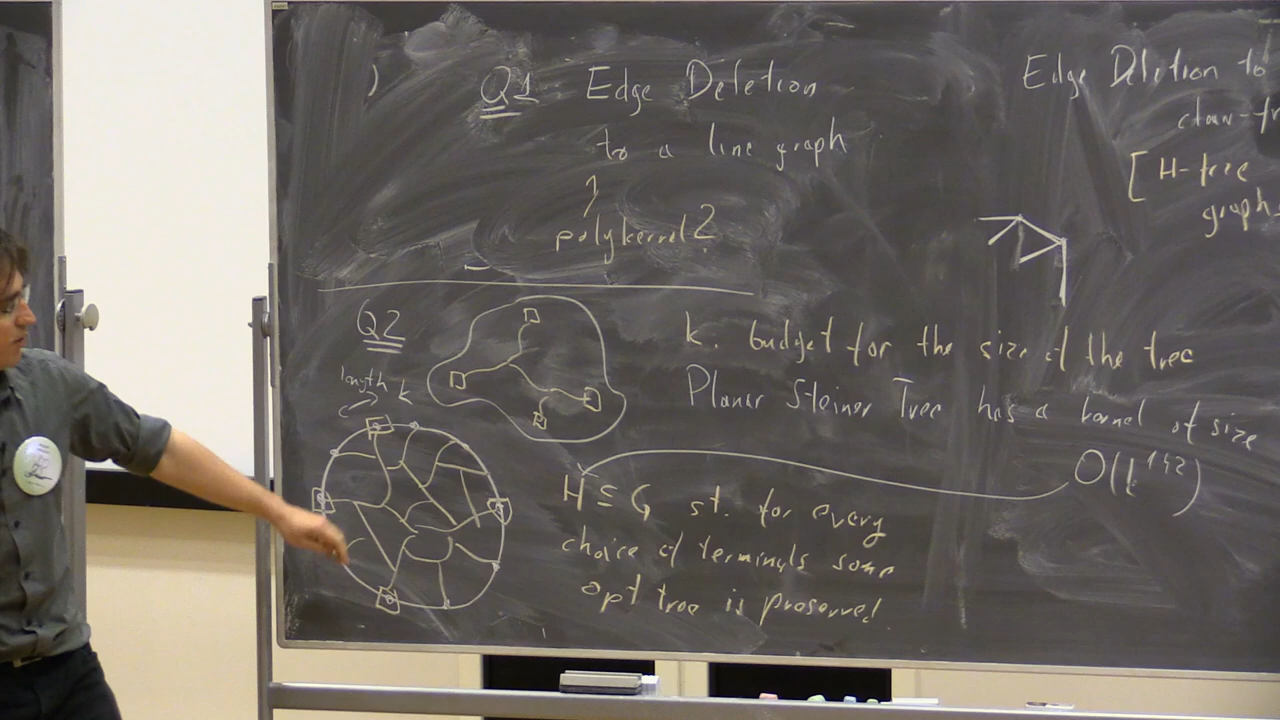 Q1 Edge Deletion
to a line graph
↑
polykernel?
Edge Deletion to
claw-fr
[H-free
graph
Q2
length k
k. budget for the size of the tree
Planar Steiner Tree has a kernel of size
O(k¹⁴²)
H ⊆ G st. for every
choice of terminals some
opt tree is preserved